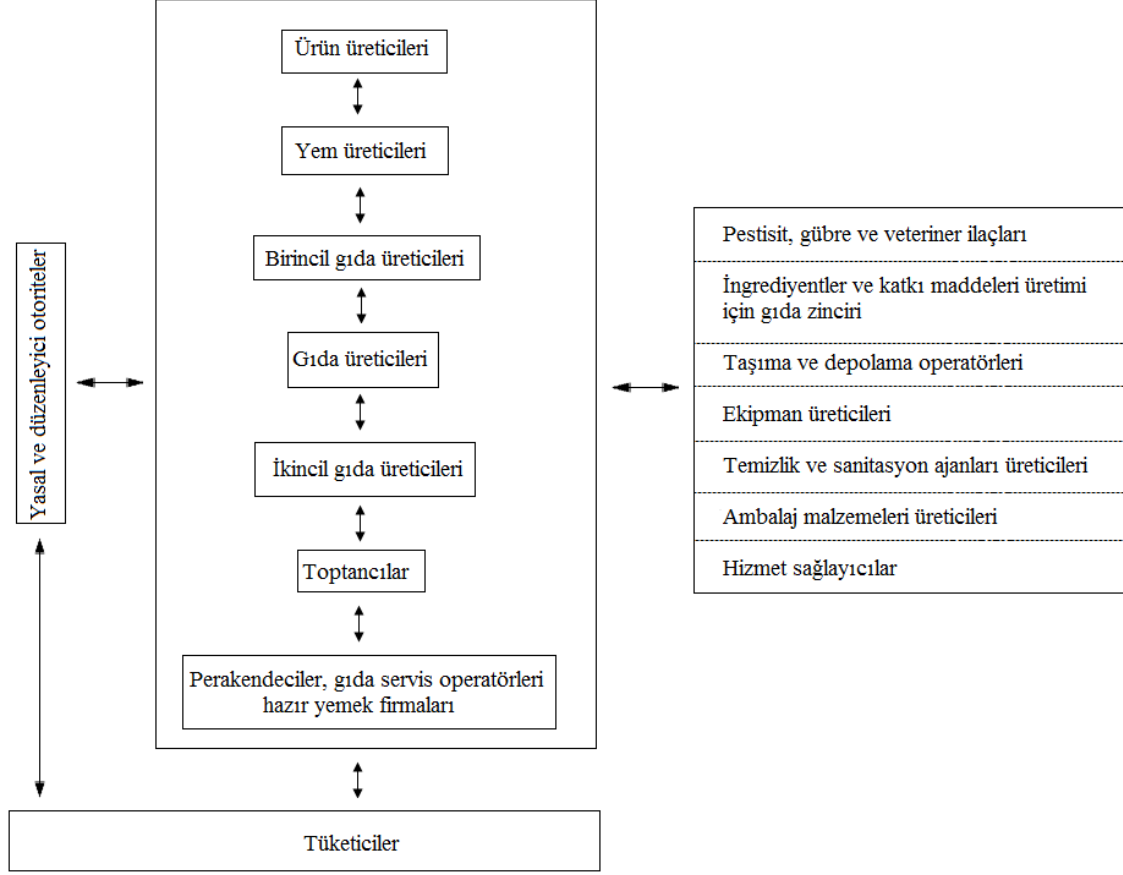 Ürün üreticileri
Yem üreticileri
Birincil gıda üreticileri
Gıda üreticileri
İkincil gıda üreticileri
Toptancılar
Perakendeciler, gıda servis operatörleri
hazır yemek firmaları
Tüketiciler
Yasal ve düzenleyici otoriteler
Pestisit, gübre ve veteriner ilaçları
İngrediyentler ve katkı maddeleri üretimi
için gıda zinciri
Taşıma ve depolama operatörleri
Ekipman üreticileri
Temizlik ve sanitasyon ajanları üreticileri
Ambalaj malzemeleri üreticileri
Hizmet sağlayıcılar